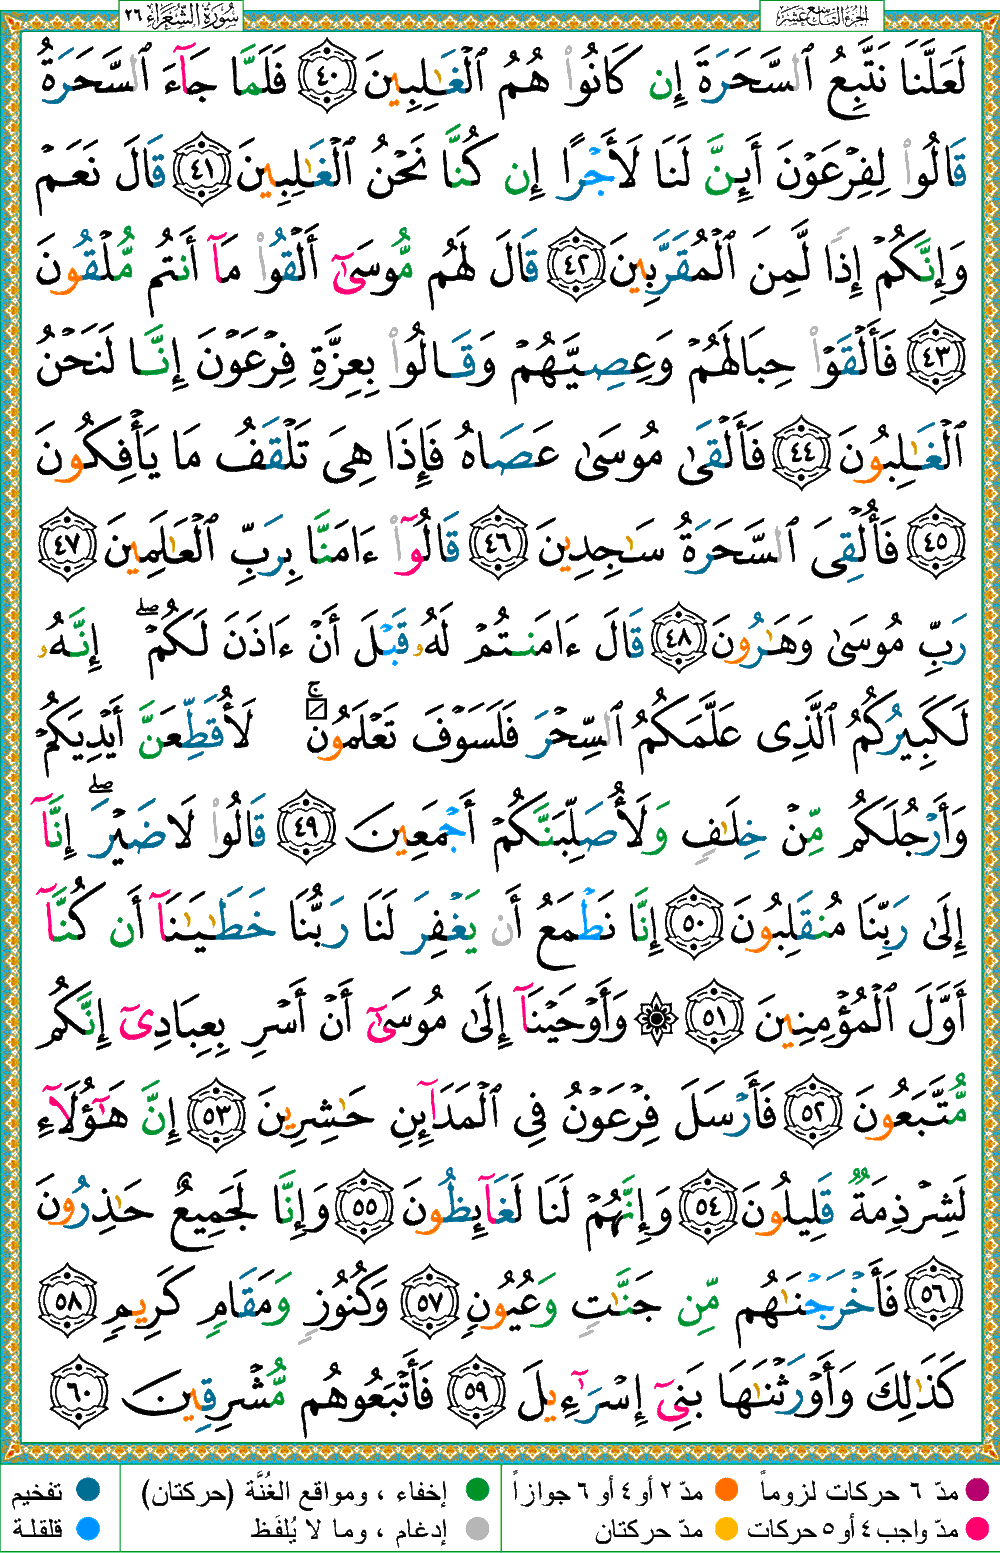 سُورَةُ الشُّعَرَاء ٢٦
الجزء التاسع عشر
لَعَلَّنَا نَتَّبِعُ ٱلسَّحَرَةَ إِن كَانُوا۟ هُمُ ٱلْغَٰلِبِينَ ٤٠ فَلَمَّا جَآءَ ٱلسَّحَرَةُ
قَالُوا۟ لِفِرْعَوْنَ أَئِنَّ لَنَا لَأَجْرًا إِن كُنَّا نَحْنُ ٱلْغَٰلِبِينَ ٤١ قَالَ نَعَمْ
وَإِنَّكُمْ إِذًا لَّمِنَ ٱلْمُقَرَّبِينَ ٤٢ قَالَ لَهُم مُّوسَىٰٓ أَلْقُوا۟ مَآ أَنتُم مُّلْقُونَ
٤٣ فَأَلْقَوْا۟ حِبَالَهُمْ وَعِصِيَّهُمْ وَقَالُوا۟ بِعِزَّةِ فِرْعَوْنَ إِنَّا لَنَحْنُ
ٱلْغَٰلِبُونَ ٤٤ فَأَلْقَىٰ مُوسَىٰ عَصَاهُ فَإِذَا هِىَ تَلْقَفُ مَا يَأْفِكُونَ
٤٥ فَأُلْقِىَ ٱلسَّحَرَةُ سَٰجِدِينَ ٤٦ قَالُوٓا۟ ءَامَنَّا بِرَبِّ ٱلْعَٰلَمِينَ ٤٧
رَبِّ مُوسَىٰ وَهَٰرُونَ ٤٨ قَالَ ءَامَنتُمْ لَهُۥ قَبْلَ أَنْ ءَاذَنَ لَكُمْ ۖ إِنَّهُۥ
لَكَبِيرُكُمُ ٱلَّذِى عَلَّمَكُمُ ٱلسِّحْرَ فَلَسَوْفَ تَعْلَمُونَ ۚ لَأُقَطِّعَنَّ أَيْدِيَكُمْ
وَأَرْجُلَكُم مِّنْ خِلَٰفٍ وَلَأُصَلِّبَنَّكُمْ أَجْمَعِينَ ٤٩ قَالُوا۟ لَا ضَيْرَ ۖ إِنَّآ
إِلَىٰ رَبِّنَا مُنقَلِبُونَ ٥٠ إِنَّا نَطْمَعُ أَن يَغْفِرَ لَنَا رَبُّنَا خَطَٰيَٰنَآ أَن كُنَّآ
أَوَّلَ ٱلْمُؤْمِنِينَ ٥١ ۞ وَأَوْحَيْنَآ إِلَىٰ مُوسَىٰٓ أَنْ أَسْرِ بِعِبَادِىٓ إِنَّكُم
مُّتَّبَعُونَ ٥٢ فَأَرْسَلَ فِرْعَوْنُ فِى ٱلْمَدَآئِنِ حَٰشِرِينَ ٥٣ إِنَّ هَٰٓؤُلَآءِ
لَشِرْذِمَةٌ قَلِيلُونَ ٥٤ وَإِنَّهُمْ لَنَا لَغَآئِظُونَ ٥٥ وَإِنَّا لَجَمِيعٌ حَٰذِرُونَ
٥٦ فَأَخْرَجْنَٰهُم مِّن جَنَّٰتٍ وَعُيُونٍ ٥٧ وَكُنُوزٍ وَمَقَامٍ كَرِيمٍ ٥٨
كَذَٰلِكَ وَأَوْرَثْنَٰهَا بَنِىٓ إِسْرَٰٓءِيلَ ٥٩ فَأَتْبَعُوهُم مُّشْرِقِينَ ٦٠
مدّ ٦ حركات لزوماً مدّ ٢ أو ٤ أو ٦ جوازاً إخفاء ، ومواقع الغُنَّة (حركتان) تفخيم
مدّ واجب ٤ أو ٥ حركات مدّ حركتان إدغام ، وما لا يُلفَظ قلقلة